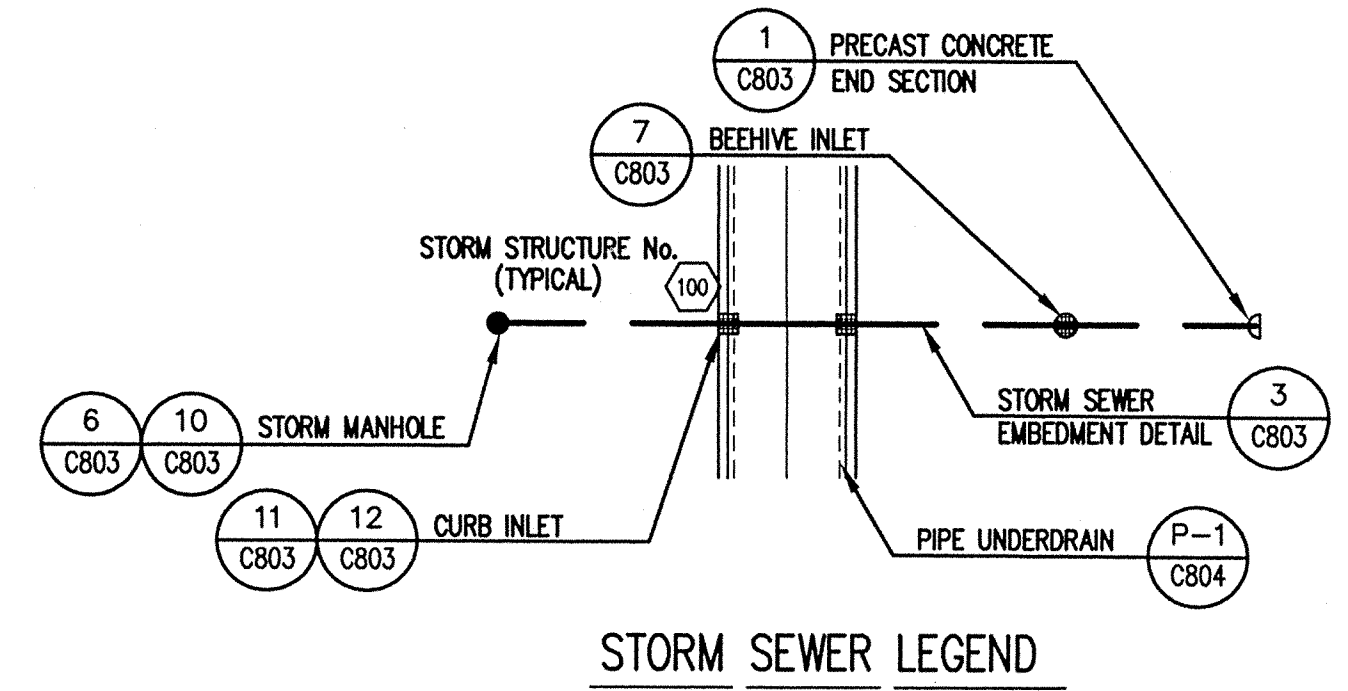 1
C803
PRECAST CONCRETE
END SECTION
7
C803
BEEHIVE INLET
STORM STRUCTURE No.
(TYPICAL)
100
6
C803
10
C803
STORM MANHOLE
STORM SEWER
EMBEDMENT DETAIL
3
C803
11
C803
12
C803
CURB INLET
PIPE UNDERDRAIN
P-1
C804
STORM SEWER LEGEND